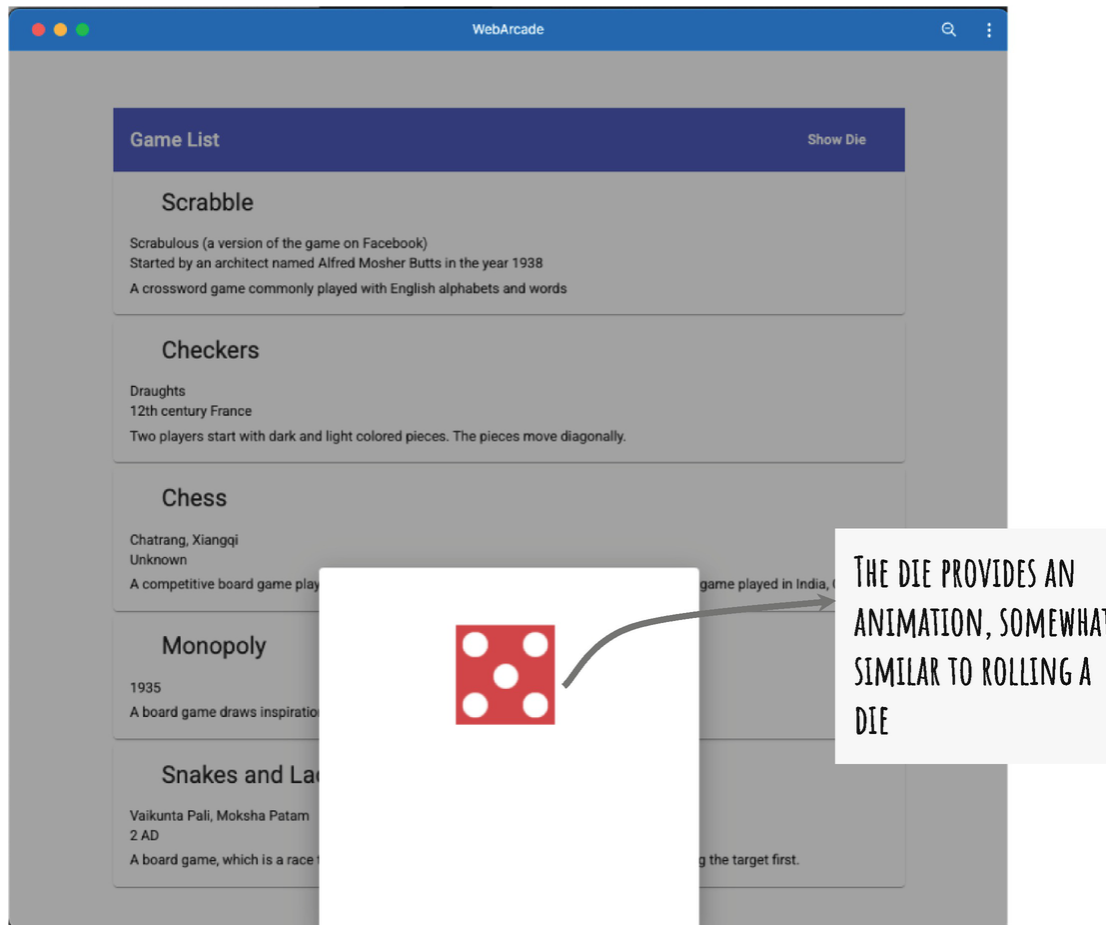 WebArcade
Game List
Show Die
Scrabble
Scrabulous (a version of the game on Facebook)
Started by an architect named Alfred Mosher Butts in the year 1938
A crossword game commonly played with English alphabets and words
Checkers
Draughts
12th century France
Two players start with dark and light colored pieces. The pieces move diagonally.
Chess
Chatrang, Xiangqi
Unknown
A competitive board game play game played in India,
Monopoly
1935
A board game draws inspiratio
Snakes and La
Vaikunta Pali, Moksha Patam
2 AD
A board game, which is a race g the target first.
THE DIE PROVIDES AN
ANIMATION, SOMEWHAT
SIMILAR TO ROLLING A
DIE